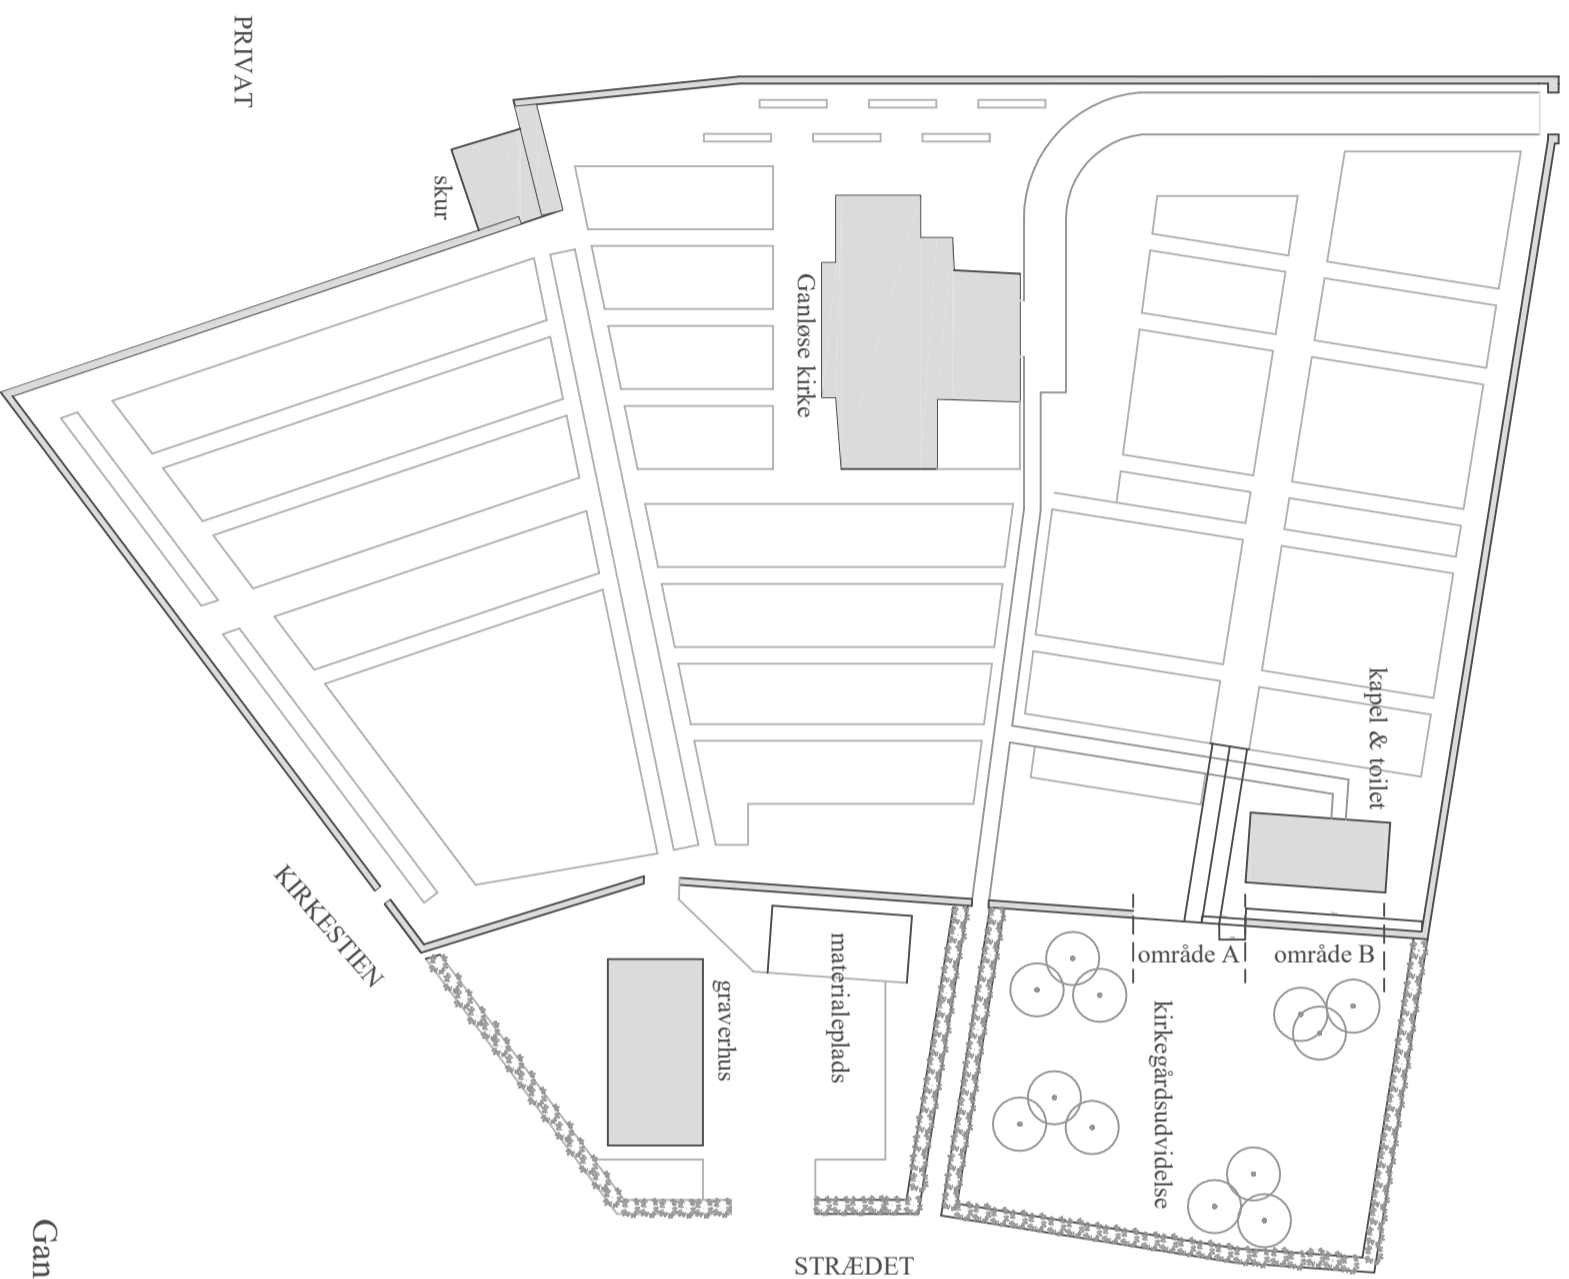 PRIVAT
skur
Ganløse kirke
kapel & toilet
KIRKESTIEN
område A
område B
materialeplads
graverhus
kirkegårdsudvidelse
Gan
STRÆDET